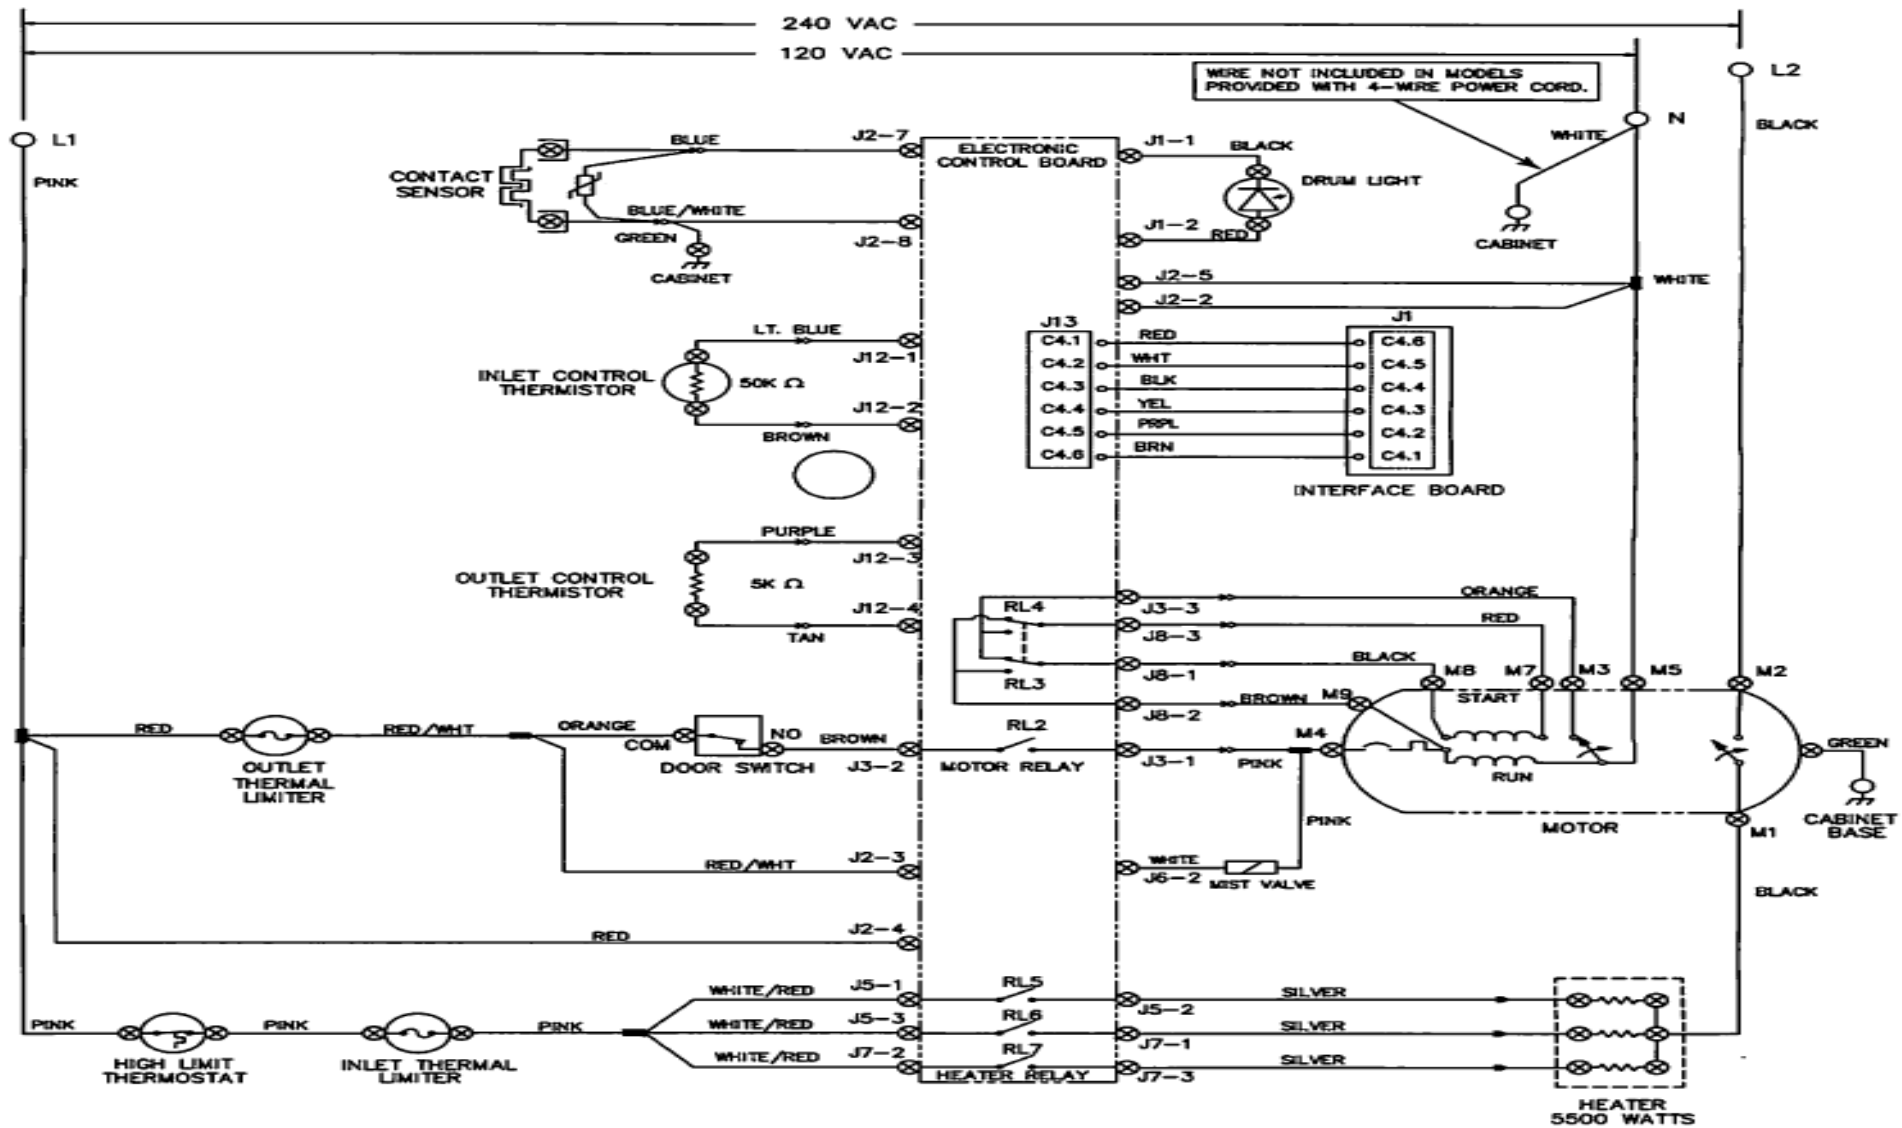 240 VAC
120 VAC
WIRE NOT INCLUDED IN MODELS
PROVIDED WITH 4-WIRE POWER CORD.
L2
L1
N
BLACK
WHITE
PINK
BLUE
J2-7
ELECTRONIC
CONTROL BOARD
J1-1
BLACK
CONTACT
SENSOR
DRUM LIGHT
BLUE/WHITE
J2-8
GREEN
CABINET
J1-2
RED
CABINET
J2-5
WHITE
J2-2
J13
J1
LT. BLUE
J12-1
C4.1
RED
C4.6
C4.2
WHT
C4.5
INLET CONTROL
THERMISTOR
50K Ω
C4.3
BLK
C4.4
J12-2
C4.4
YEL
C4.3
BROWN
C4.5
PRPL
C4.2
C4.6
BRN
C4.1
INTERFACE BOARD
PURPLE
J12-3
OUTLET CONTROL
THERMISTOR
5K Ω
J12-4
TAN
RL4
J3-3
ORANGE
J8-3
RED
RL3
J8-1
BLACK
M8
M7
M3
M5
M2
START
J8-2
BROWN
M9
RED
RED/WHT
ORANGE
COM
NO
BROWN
J3-2
RL2
MOTOR RELAY
J3-1
PINK
M4
RUN
GREEN
OUTLET
THERMAL
LIMITER
DOOR SWITCH
MOTOR
M1
CABINET
BASE
PINK
RED/WHT
J2-3
WHITE
J6-2
MIST VALVE
BLACK
RED
J2-4
WHITE/RED
J5-1
RL5
J5-2
SILVER
PINK
PINK
PINK
WHITE/RED
J5-3
RL6
J7-1
SILVER
WHITE/RED
J7-2
RL7
J7-3
SILVER
HIGH LIMIT
THERMOSTAT
INLET THERMAL
LIMITER
HEATER RELAY
HEATER
5500 WATTS